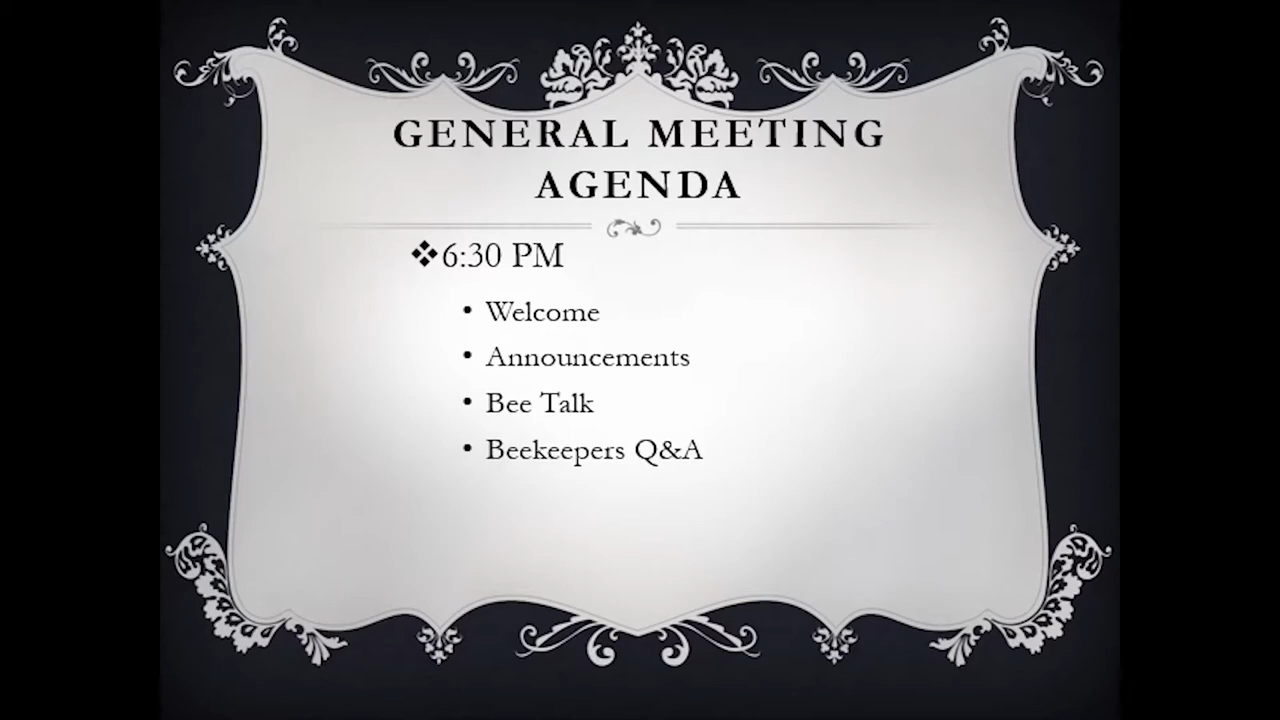 GENERAL MEETING
AGENDA
❖6:30 PM
• Welcome
• Announcements
• Bee Talk
• Beekeepers Q&A